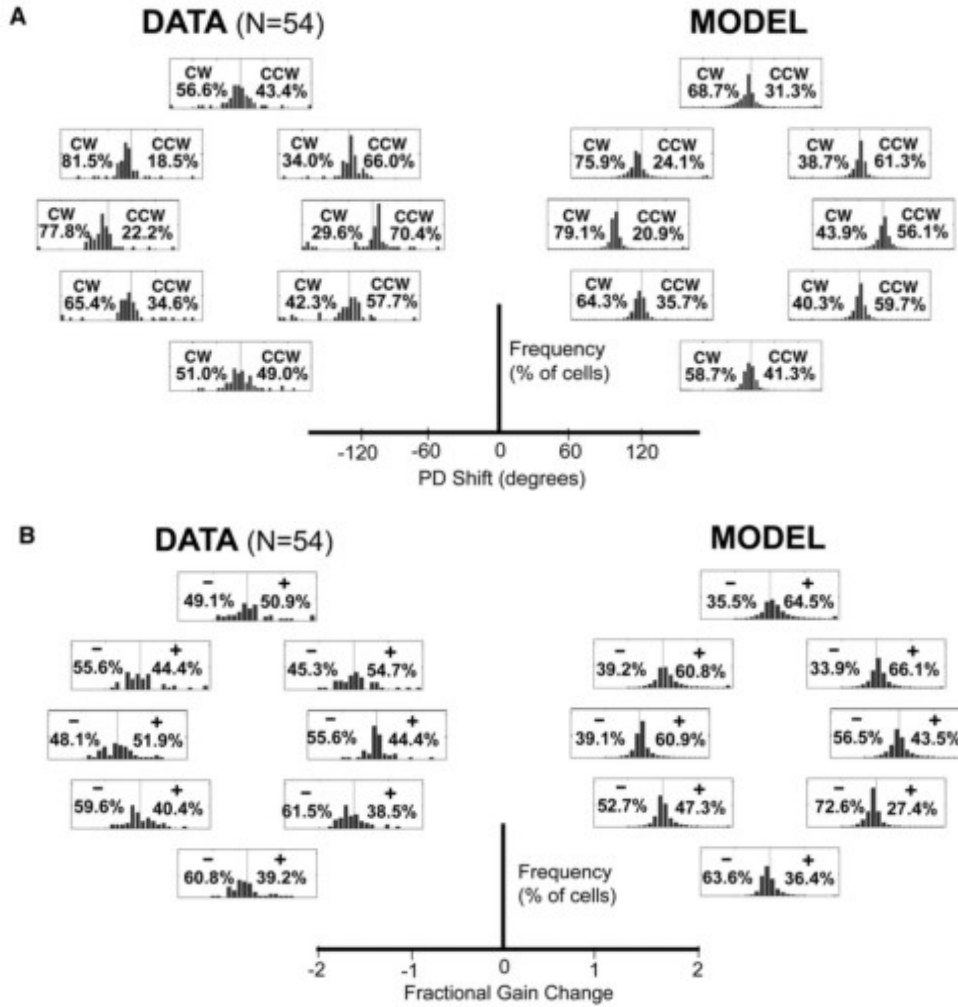 A
DATA (N=54)
MODEL
CW CCW
56.6% 43.4%
CW CCW
68.7% 31.3%
CW CCW
81.5% 18.5%
CW CCW
34.0% 66.0%
CW CCW
75.9% 24.1%
CW CCW
38.7% 61.3%
CW CCW
77.8% 22.2%
CW CCW
29.6% 70.4%
CW CCW
79.1% 20.9%
CW CCW
43.9% 56.1%
CW CCW
65.4% 34.6%
CW CCW
42.3% 57.7%
CW CCW
64.3% 35.7%
CW CCW
40.3% 59.7%
CW CCW
51.0% 49.0%
CW CCW
58.7% 41.3%
Frequency
(% of cells)
-120 -60 0 60 120
PD Shift (degrees)
B
DATA (N=54)
MODEL
− +
49.1% 50.9%
− +
35.5% 64.5%
− +
55.6% 44.4%
− +
45.3% 54.7%
− +
39.2% 60.8%
− +
33.9% 66.1%
− +
48.1% 51.9%
− +
55.6% 44.4%
− +
39.1% 60.9%
− +
56.5% 43.5%
− +
59.6% 40.4%
− +
61.5% 38.5%
− +
52.7% 47.3%
− +
72.6% 27.4%
− +
60.8% 39.2%
− +
63.6% 36.4%
Frequency
(% of cells)
-2 -1 0 1 2
Fractional Gain Change